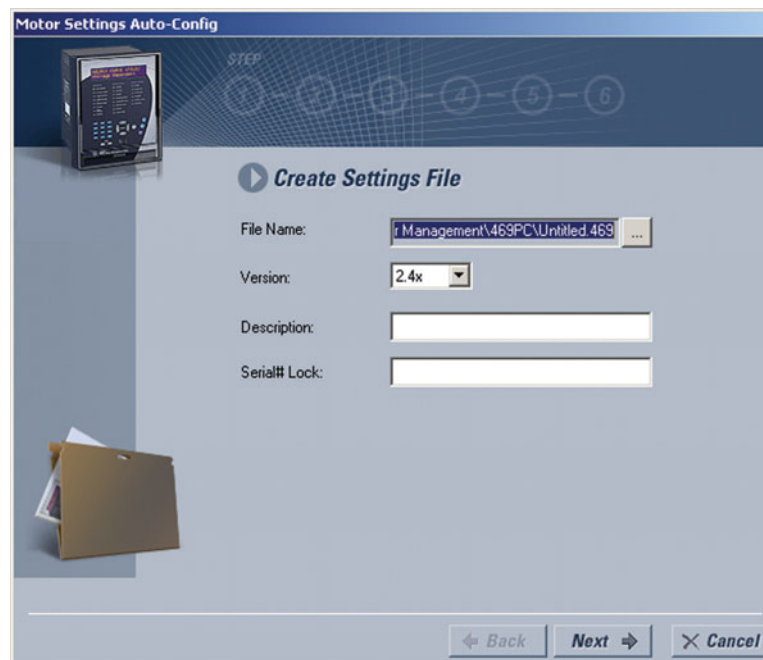 Motor Settings Auto-Config
STEP
1 2 3 4 5 6
Create Settings File
File Name: r Management\469PC\Untitled.469 ...
Version: 2.4x
Description:
Serial# Lock:
Back Next Cancel